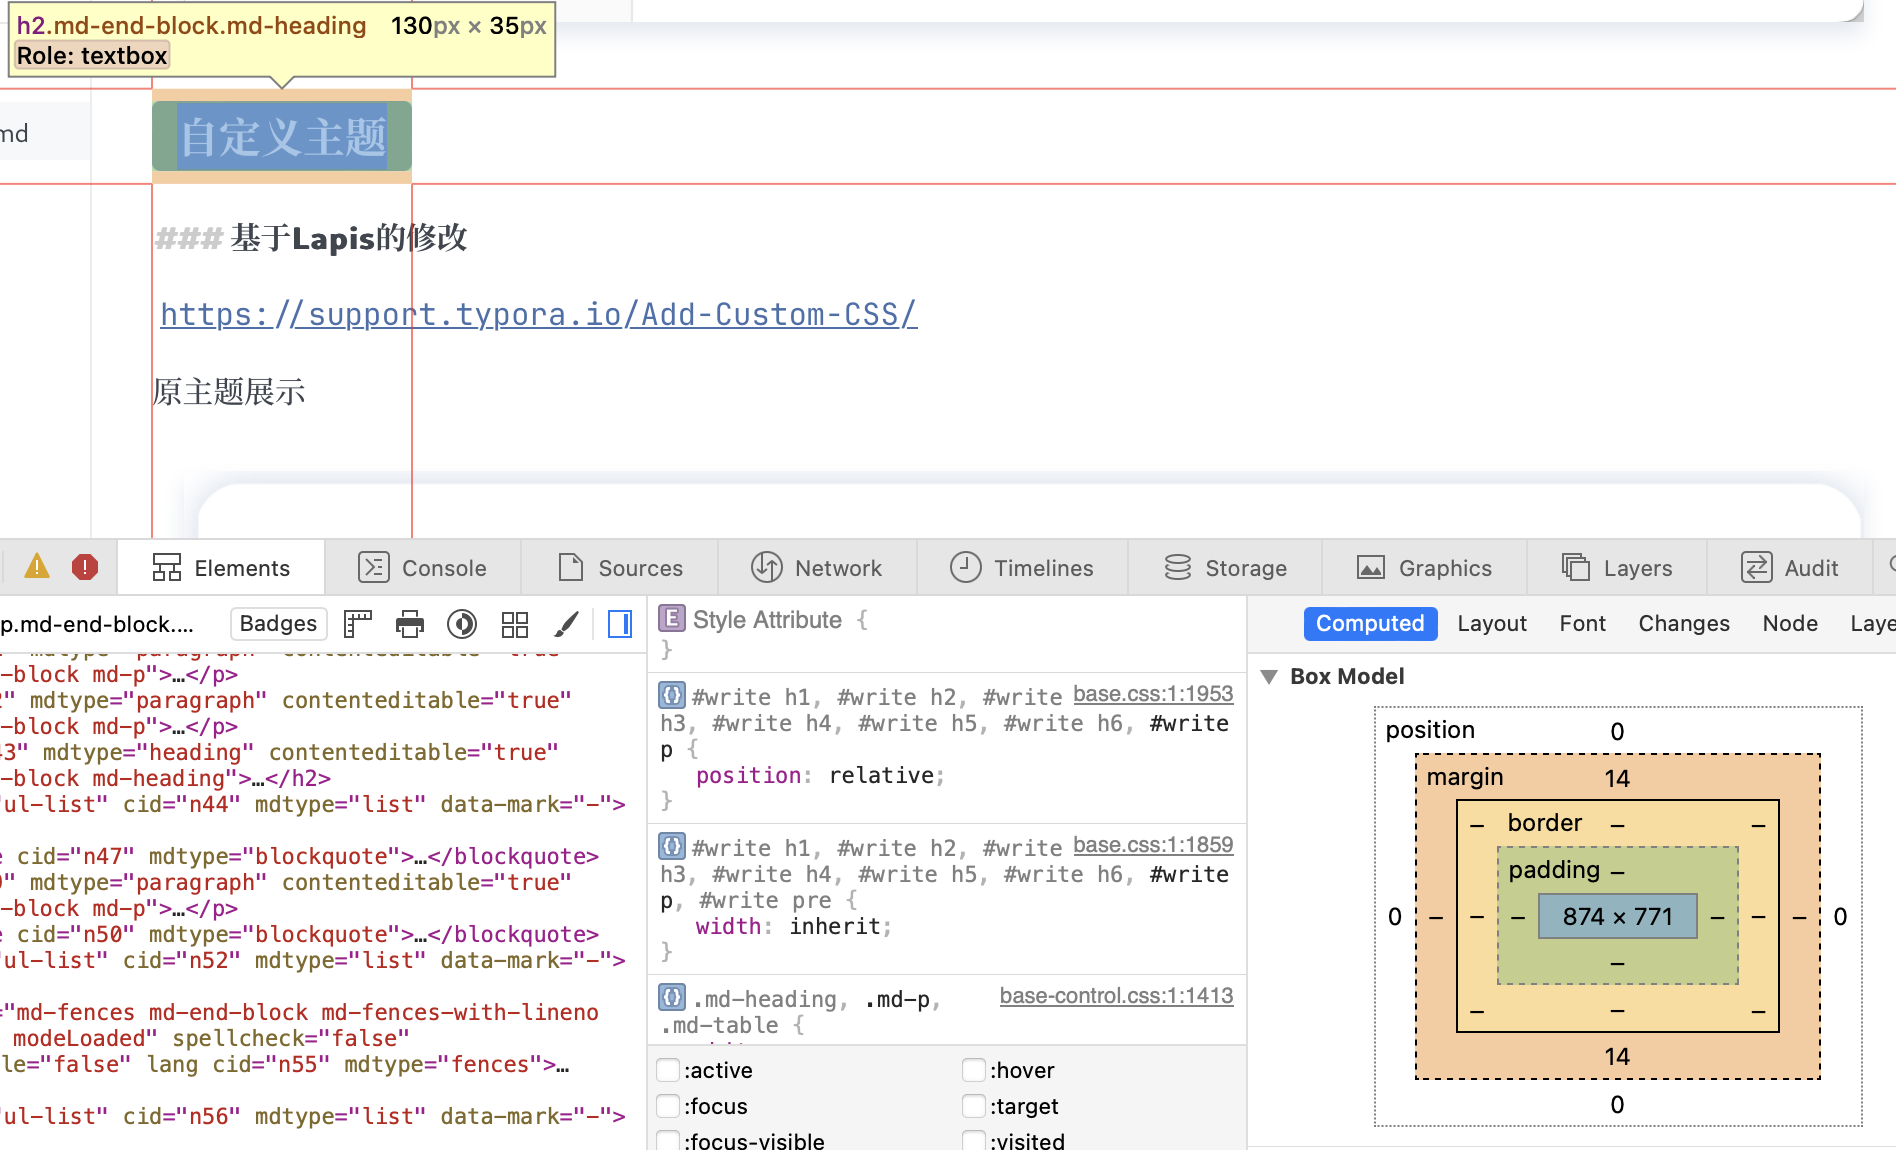 h2.md-end-block.md-heading 130px × 35px
Role: textbox
md
自定义主题
### 基于Lapis的修改
https://support.typora.io/Add-Custom-CSS/
原主题展示
Elements
Console
Sources
Network
Timelines
Storage
Graphics
Layers
Audit
p.md-end-block....
Badges
-block md-p">…</p>
2" mdtype="paragraph" contenteditable="true"
-block md-p">…</p>
43" mdtype="heading" contenteditable="true"
-block md-heading">…</h2>
"ul-list" cid="n44" mdtype="list" data-mark="-">
e cid="n47" mdtype="blockquote">…</blockquote>
" mdtype="paragraph" contenteditable="true"
-block md-p">…</p>
e cid="n50" mdtype="blockquote">…</blockquote>
"ul-list" cid="n52" mdtype="list" data-mark="-">
="md-fences md-end-block md-fences-with-lineno
modeLoaded" spellcheck="false"
le="false" lang cid="n55" mdtype="fences">…
"ul-list" cid="n56" mdtype="list" data-mark="-">
E Style Attribute {
}
#write h1, #write h2, #write base.css:1:1953
h3, #write h4, #write h5, #write h6, #write
p {
position: relative;
}
#write h1, #write h2, #write base.css:1:1859
h3, #write h4, #write h5, #write h6, #write
p, #write pre {
width: inherit;
}
.md-heading, .md-p, base-control.css:1:1413
.md-table {
:active
:hover
:focus
:target
:focus-visible
:visited
Computed
Layout
Font
Changes
Node
Laye
Box Model
position 0
margin 14
– border – –
padding –
0 – – – 874 × 771 – – – 0
–
– – –
14
0